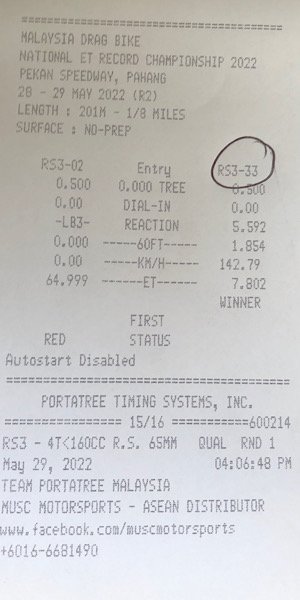 =====================================
MALAYSIA DRAG BIKE
NATIONAL ET RECORD CHAMPIONSHIP 2022
PEKAN SPEEDWAY, PAHANG
28 - 29 MAY 2022 (R2)
LENGTH : 201M - 1/8 MILES
SURFACE : NO-PREP
RS3-02 Entry RS3-33
0.500 0.000 TREE 0.500
0.00 DIAL-IN 0.00
-LB3- REACTION 5.592
0.000 -----60FT----- 1.854
0.00 -----KM/H----- 142.79
64.999 ------ET------ 7.802
WINNER
FIRST
RED STATUS
Autostart Disabled
=====================================
PORTATREE TIMING SYSTEMS, INC.
================ 15/16 ===========600214
RS3 - 4T<160CC R.S. 65MM QUAL RND 1
May 29, 2022 04:06:48 PM
TEAM PORTATREE MALAYSIA
MUSC MOTORSPORTS - ASEAN DISTRIBUTOR
www.facebook.com/muscmotorsports
+6016-6681490